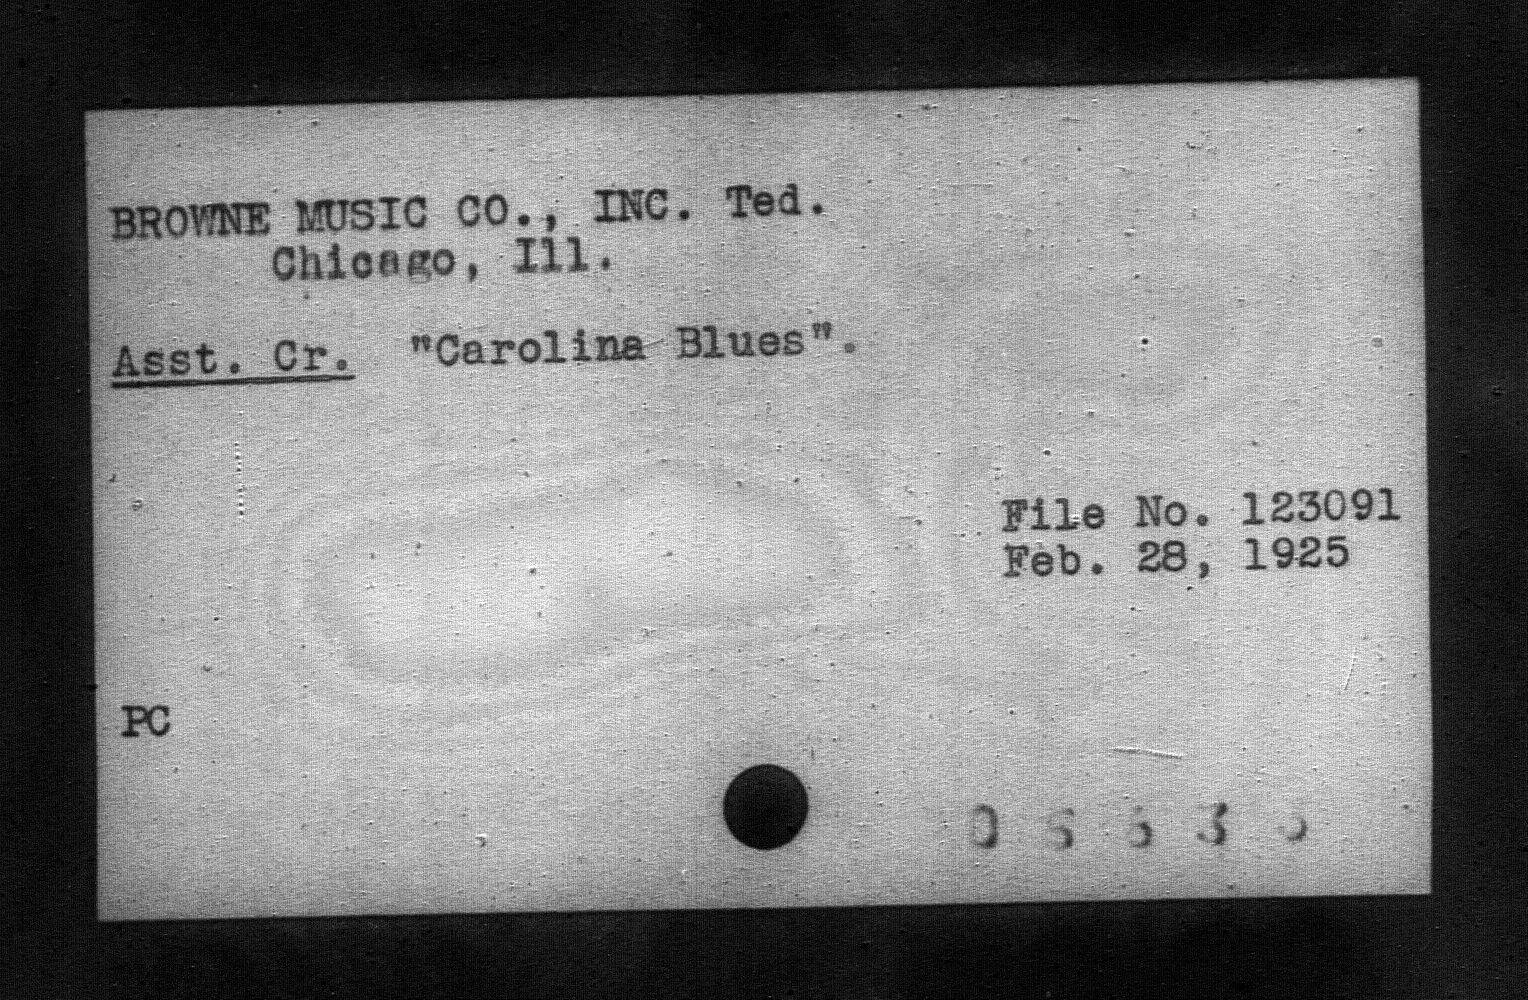 BROWNE MUSIC CO., INC. Ted.
Chicago, Ill.
Asst. Cr. "Carolina Blues".
File No. 123091
Feb. 28, 1925
PC